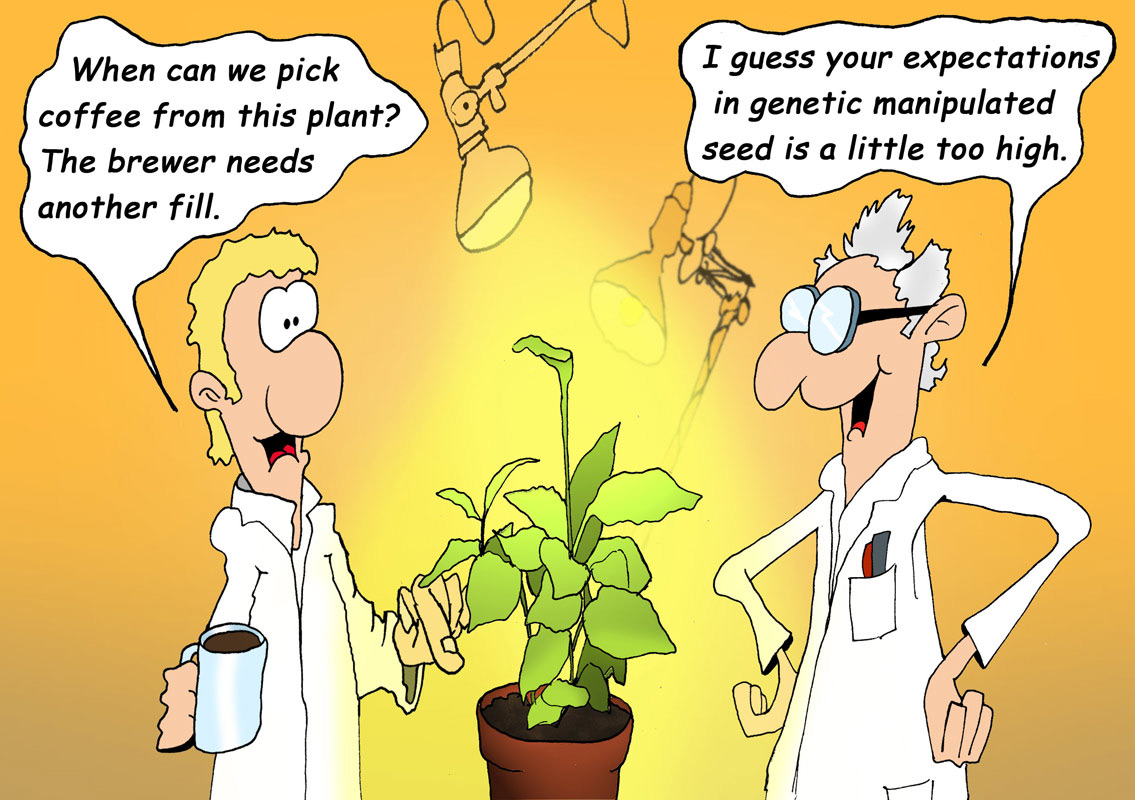 When can we pick
coffee from this plant?
The brewer needs
another fill.
I guess your expectations
in genetic manipulated
seed is a little too high.